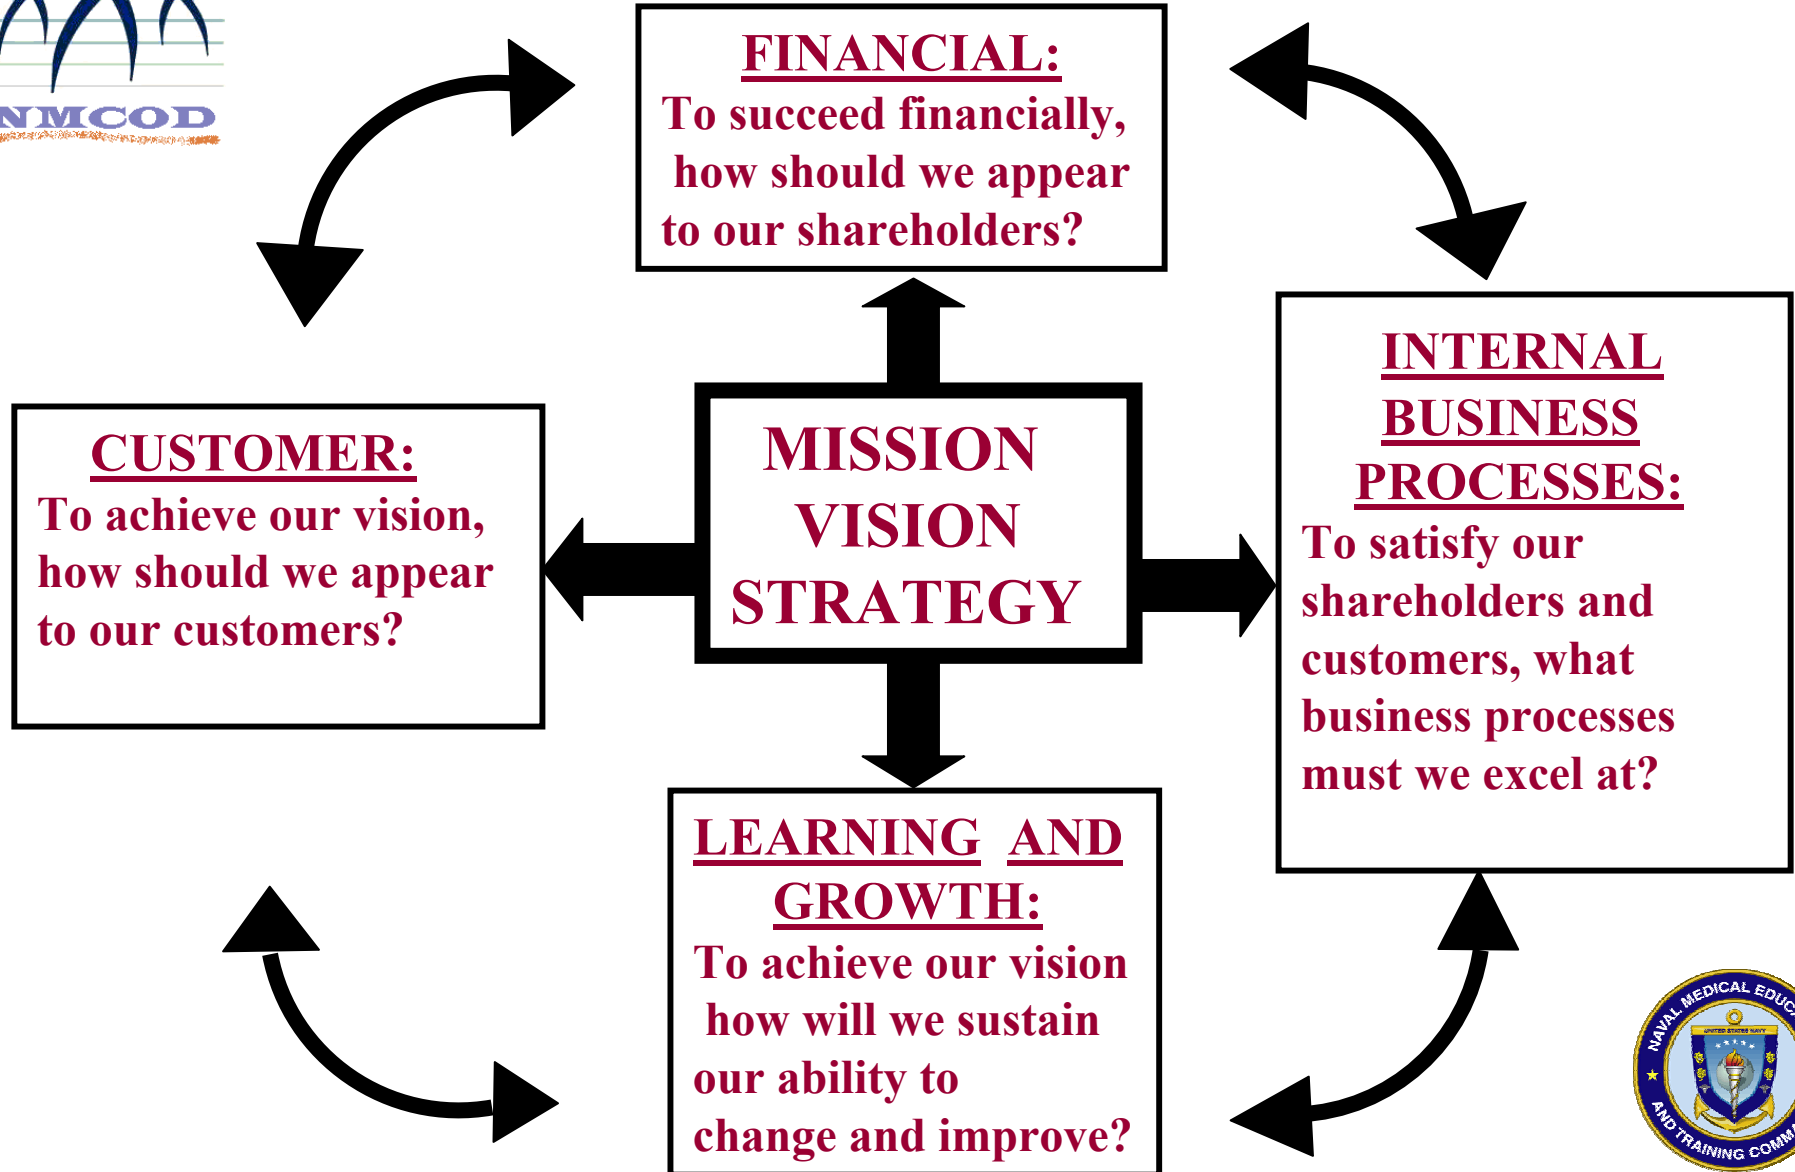 NMCOD
FINANCIAL:
To succeed financially,
how should we appear
to our shareholders?
CUSTOMER:
To achieve our vision,
how should we appear
to our customers?
MISSION
VISION
STRATEGY
INTERNAL
BUSINESS
PROCESSES:
To satisfy our
shareholders and
customers, what
business processes
must we excel at?
LEARNING AND
GROWTH:
To achieve our vision
how will we sustain
our ability to
change and improve?
NAVAL MEDICAL
UNITED STATES NAVY
AND TRAINING